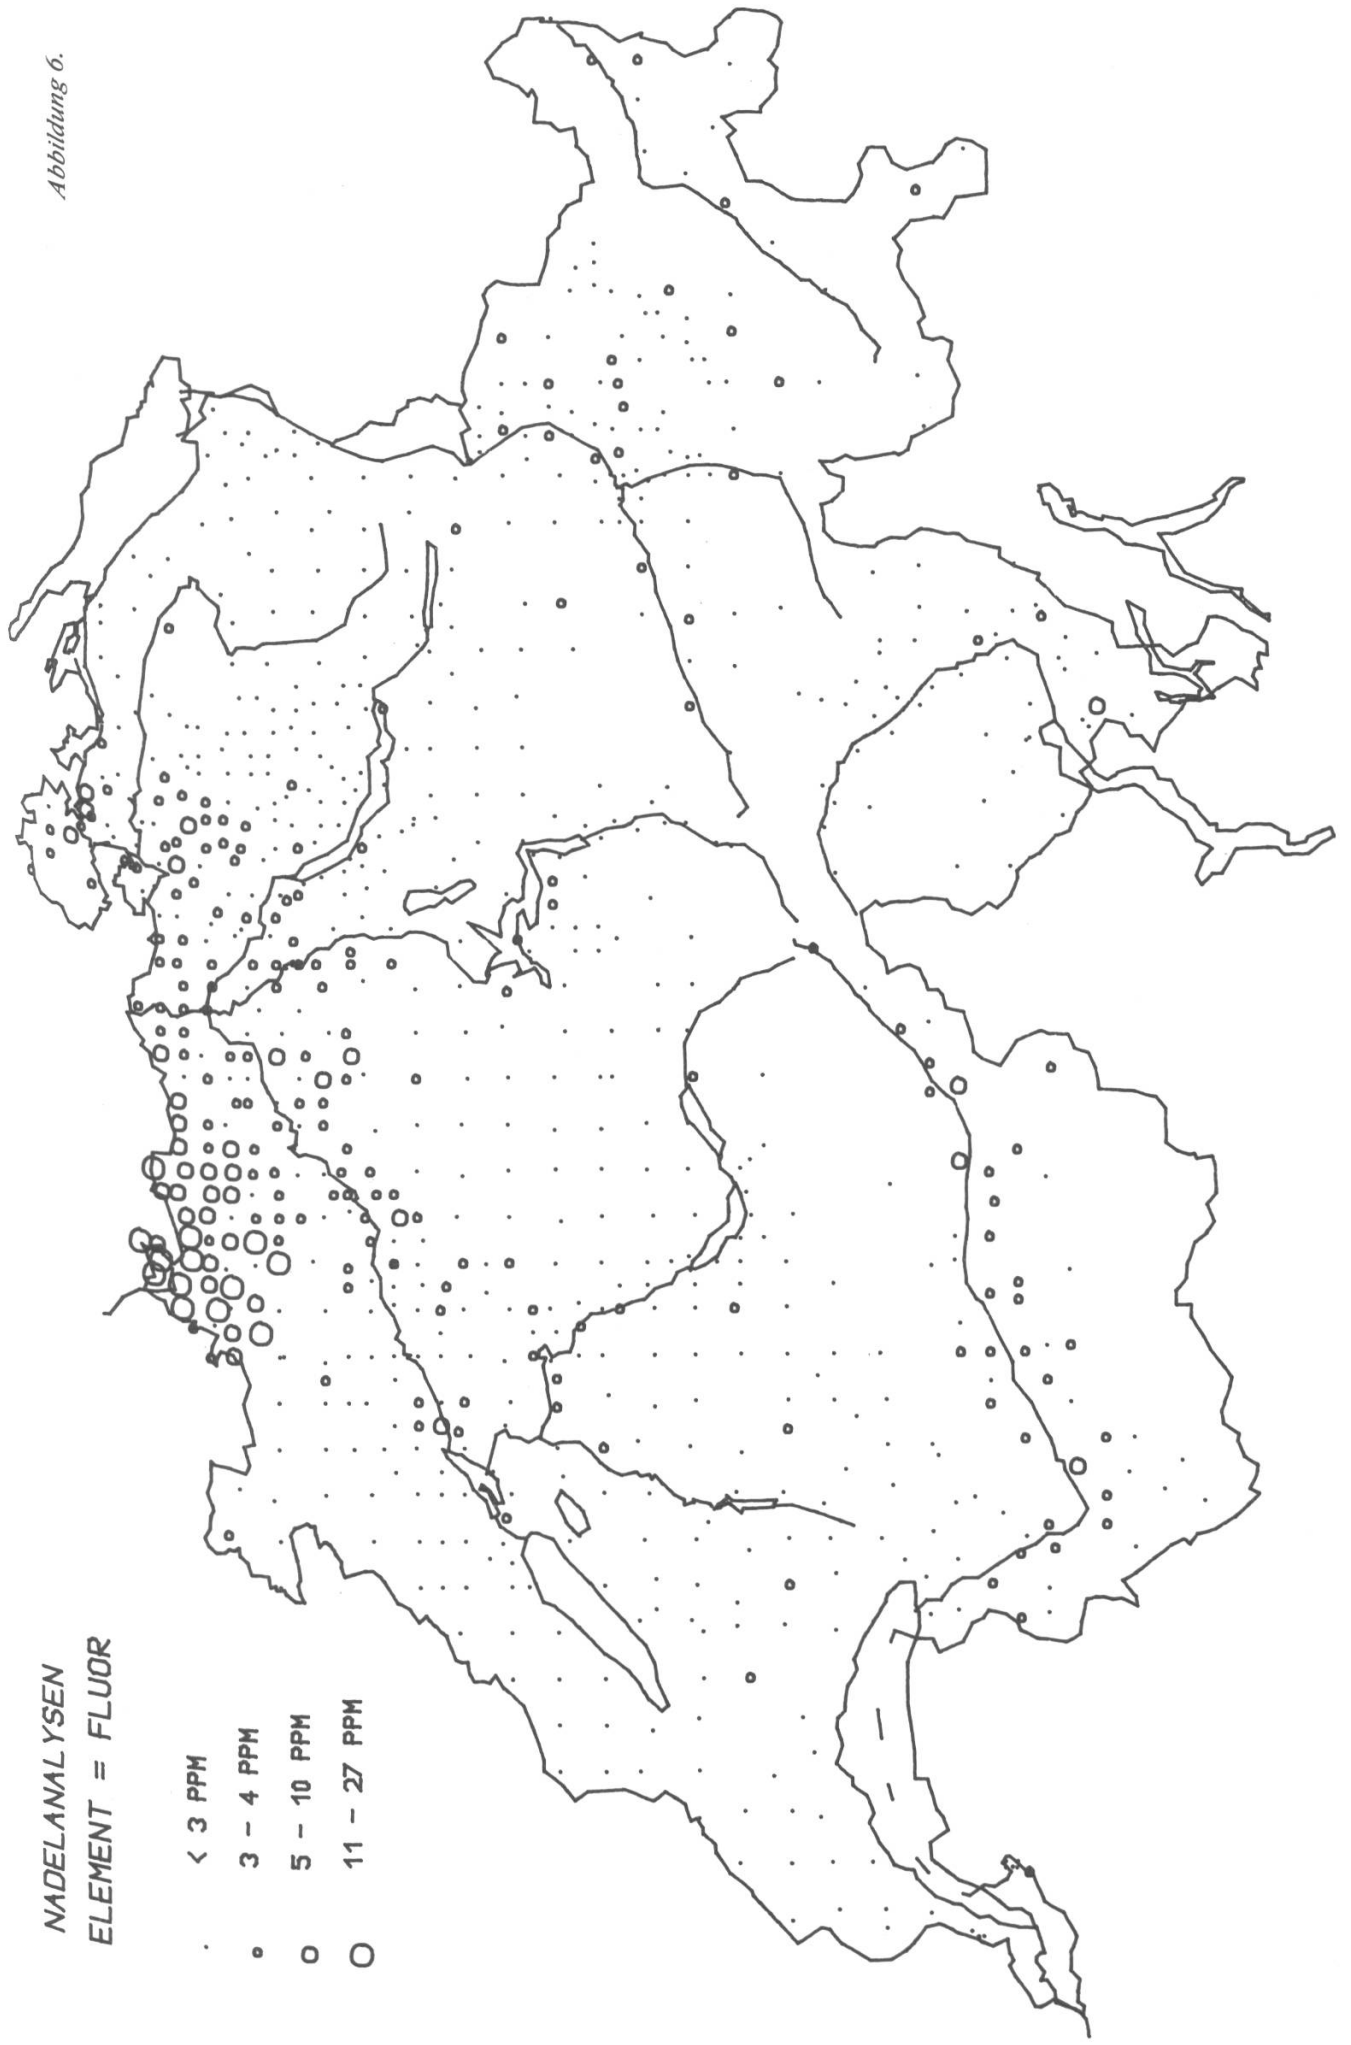 NADELANALYSEN
ELEMENT = FLUOR
< 3 PPM
3 - 4 PPM
5 - 10 PPM
11 - 27 PPM
Abbildung 6.